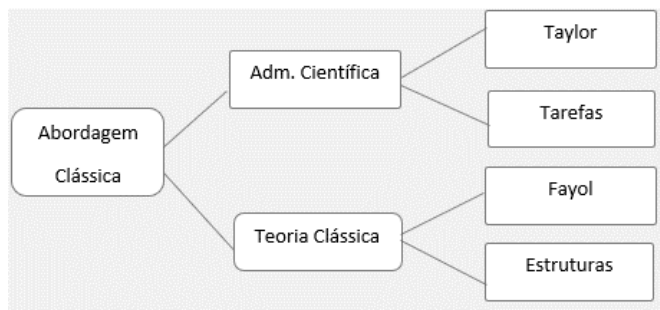 Abordagem
Clássica
Adm. Científica
Taylor
Tarefas
Teoria Clássica
Fayol
Estruturas